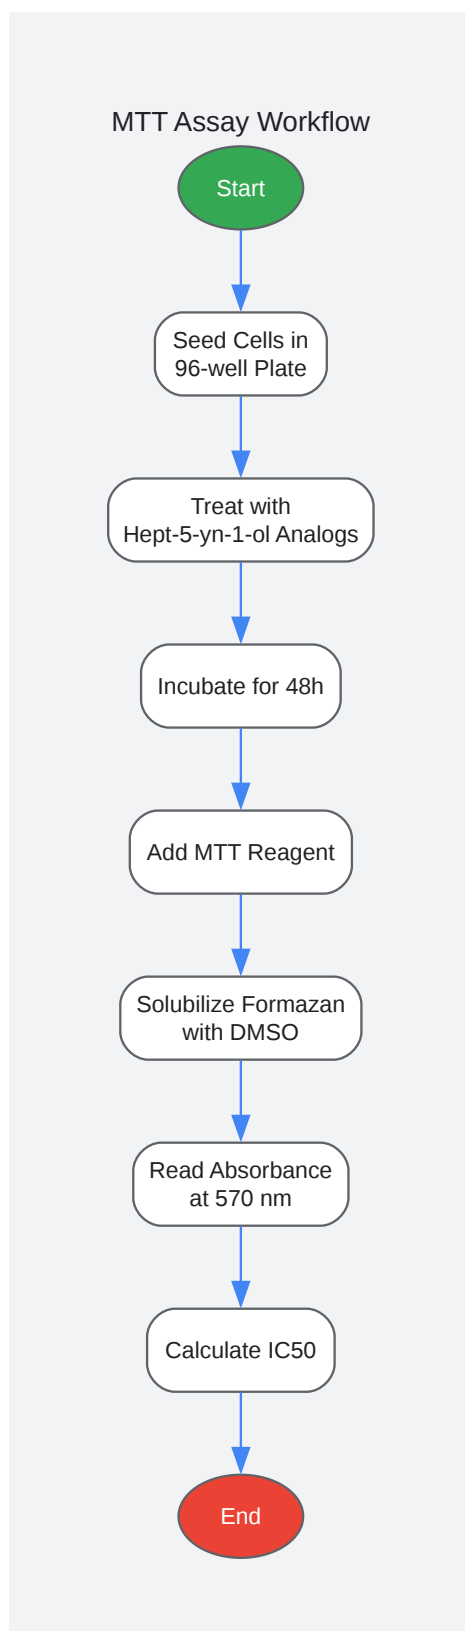 MTT Assay Workflow
Start
Seed Cells in
96-well Plate
Treat with
Hept-5-yn-1-ol Analogs
Incubate for 48h
Add MTT Reagent
Solubilize Formazan
with DMSO
Read Absorbance
at 570 nm
Calculate IC50
End